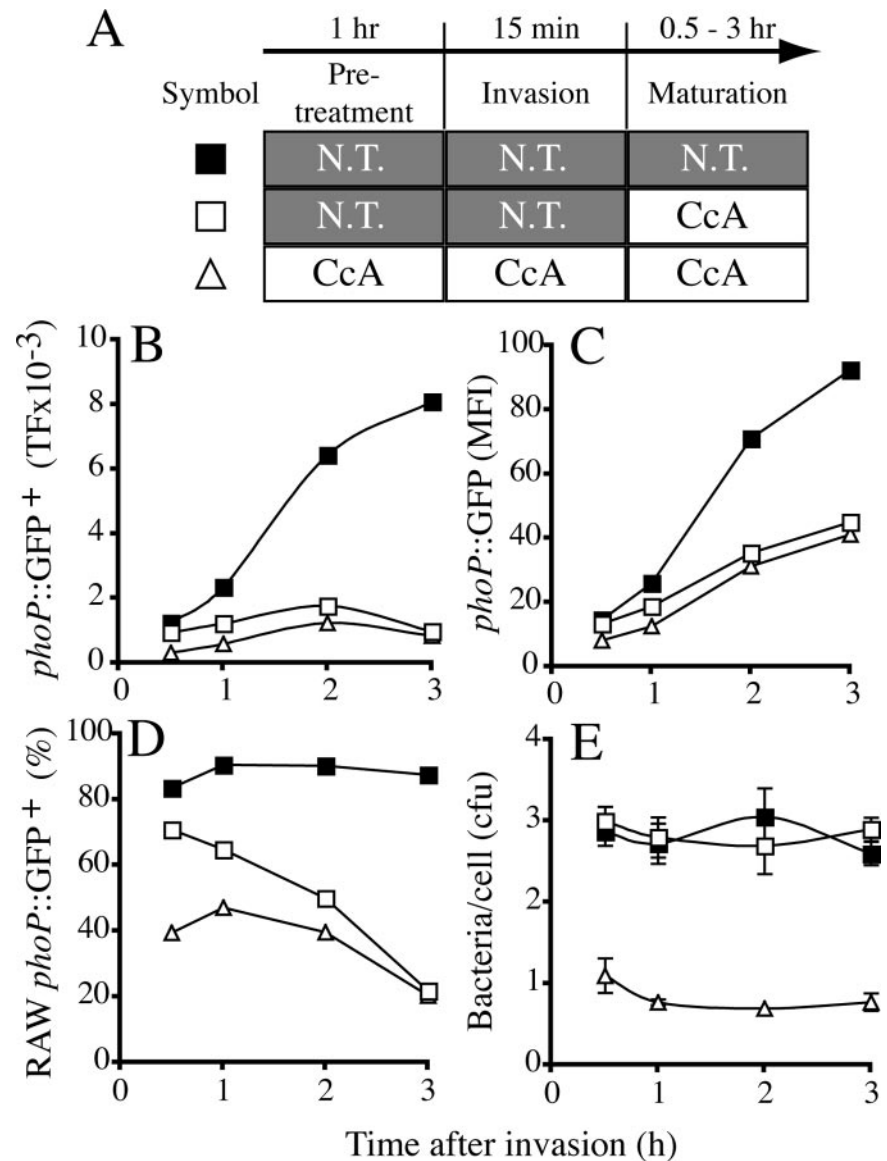 A
1 hr 15 min 0.5 - 3 hr
Symbol Pre-treatment Invasion Maturation
N.T. N.T. N.T.
N.T. N.T. CcA
CcA CcA CcA
B
phoP::GFP+ (TFx10-3)
10
8
6
4
2
0
0 1 2 3
C
phoP::GFP (MFI)
100
80
60
40
20
0
0 1 2 3
D
RAW phoP::GFP+ (%)
100
80
60
40
20
0
0 1 2 3
E
Bacteria/cell (cfu)
4
3
2
1
0
0 1 2 3
Time after invasion (h)